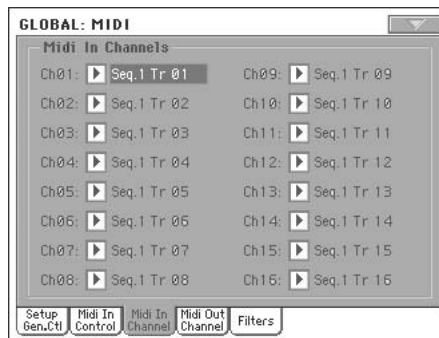 GLOBAL: MIDI
Midi In Channels
Ch01: Seq.1 Tr 01
Ch02: Seq.1 Tr 02
Ch03: Seq.1 Tr 03
Ch04: Seq.1 Tr 04
Ch05: Seq.1 Tr 05
Ch06: Seq.1 Tr 06
Ch07: Seq.1 Tr 07
Ch08: Seq.1 Tr 08
Ch09: Seq.1 Tr 09
Ch10: Seq.1 Tr 10
Ch11: Seq.1 Tr 11
Ch12: Seq.1 Tr 12
Ch13: Seq.1 Tr 13
Ch14: Seq.1 Tr 14
Ch15: Seq.1 Tr 15
Ch16: Seq.1 Tr 16
Setup
Gen.Ctl
Midi In
Control
Midi In
Channel
Midi Out
Channel
Filters